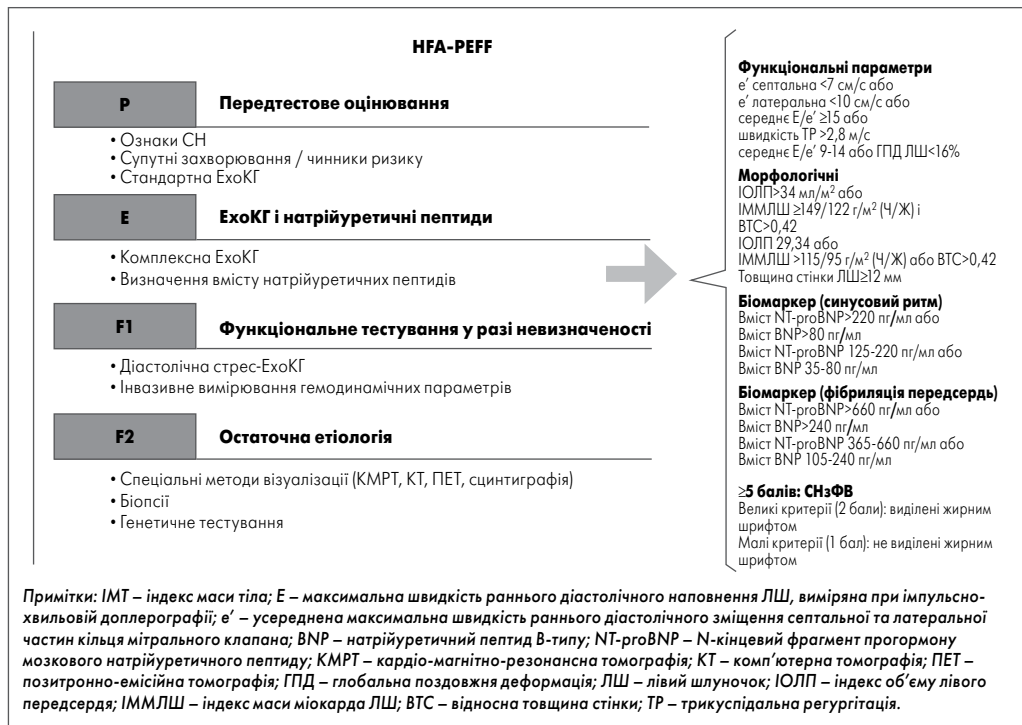 HFA-PEFF
P
Передтестове оцінювання
• Ознаки СН
• Супутні захворювання / чинники ризику
• Стандартна ЕхоКГ
E
ЕхоКГ і натрійуретичні пептиди
• Комплексна ЕхоКГ
• Визначення вмісту натрійуретичних пептидів
F1
Функціональне тестування у разі невизначеності
• Діастолічна стрес-ЕхоКГ
• Інвазивне вимірювання гемодинамічних параметрів
F2
Остаточна етіологія
• Спеціальні методи візуалізації (КМРТ, КТ, ПЕТ, сцинтиграфія)
• Біопсії
• Генетичне тестування
Функціональні параметри
e′ септальна <7 см/с або
e′ латеральна <10 см/с або
середнє E/e′ ≥15 або
швидкість ТР >2,8 м/с
середнє E/e′ 9-14 або ГПД ЛШ<16%
Морфологічні
ІОЛП>34 мл/м² або
ІММЛШ ≥149/122 г/м² (Ч/Ж) і
ВТС>0,42
ІОЛП 29,34 або
ІММЛШ >115/95 г/м² (Ч/Ж) або ВТС>0,42
Товщина стінки ЛШ≥12 мм
Біомаркер (синусовий ритм)
Вміст NT-proBNP>220 пг/мл або
Вміст BNP>80 пг/мл
Вміст NT-proBNP 125-220 пг/мл або
Вміст BNP 35-80 пг/мл
Біомаркер (фібриляція передсердь)
Вміст NT-proBNP>660 пг/мл або
Вміст BNP>240 пг/мл
Вміст NT-proBNP 365-660 пг/мл або
Вміст BNP 105-240 пг/мл
≥5 балів: СНзФВ
Великі критерії (2 бали): виділені жирним
шрифтом
Малі критерії (1 бал): не виділені жирним
шрифтом
Примітки: ІМТ – індекс маси тіла; E – максимальна швидкість раннього діастолічного наповнення ЛШ, виміряна при імпульсно-
хвильовій доплерографії; e′ – усереднена максимальна швидкість раннього діастолічного зміщення септальної та латеральної
частин кільця мітрального клапана; BNP – натрійуретичний пептид B-типу; NT-proBNP – N-кінцевий фрагмент прогормону
мозкового натрійуретичного пептиду; КМРТ – кардіо-магнітно-резонансна томографія; КТ – комп’ютерна томографія; ПЕТ –
позитронно-емісійна томографія; ГПД – глобальна поздовжня деформація; ЛШ – лівий шлуночок; ІОЛП – індекс об’єму лівого
передсердя; ІММЛШ – індекс маси міокарда ЛШ; ВТС – відносна товщина стінки; ТР – трикуспідальна регургітація.